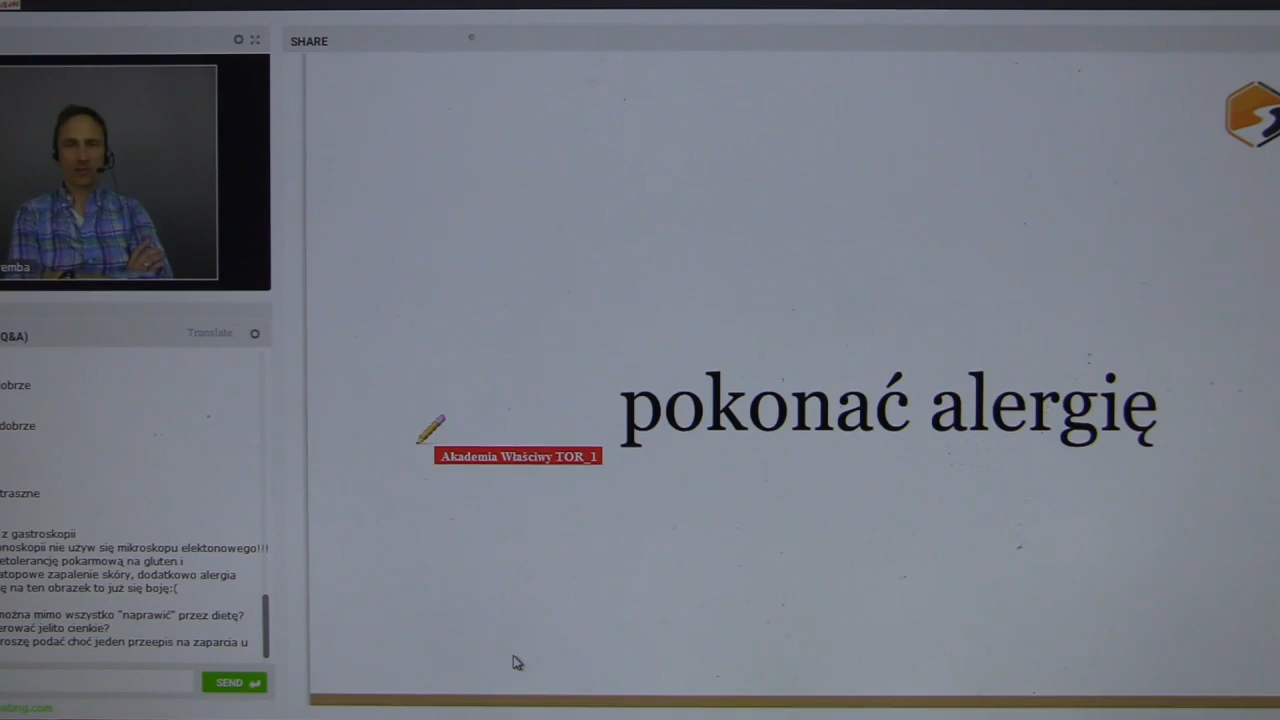 SHARE
emba
Q&A)
Translate
obrze
dobrze
traszne
z gastroskopii
onoskopii nie używ się mikroskopu elektonowego!!!
etolerancję pokarmową na gluten i
atopowe zapalenie skóry, dodatkowo alergia
ę na ten obrazek to już się boję:(
można mimo wszystko "naprawić" przez dietę?
erować jelito cienkie?
roszę podać choć jeden przeepis na zaparcia u
SEND
pokonać alergię
Akademia Właściwy TOR_1